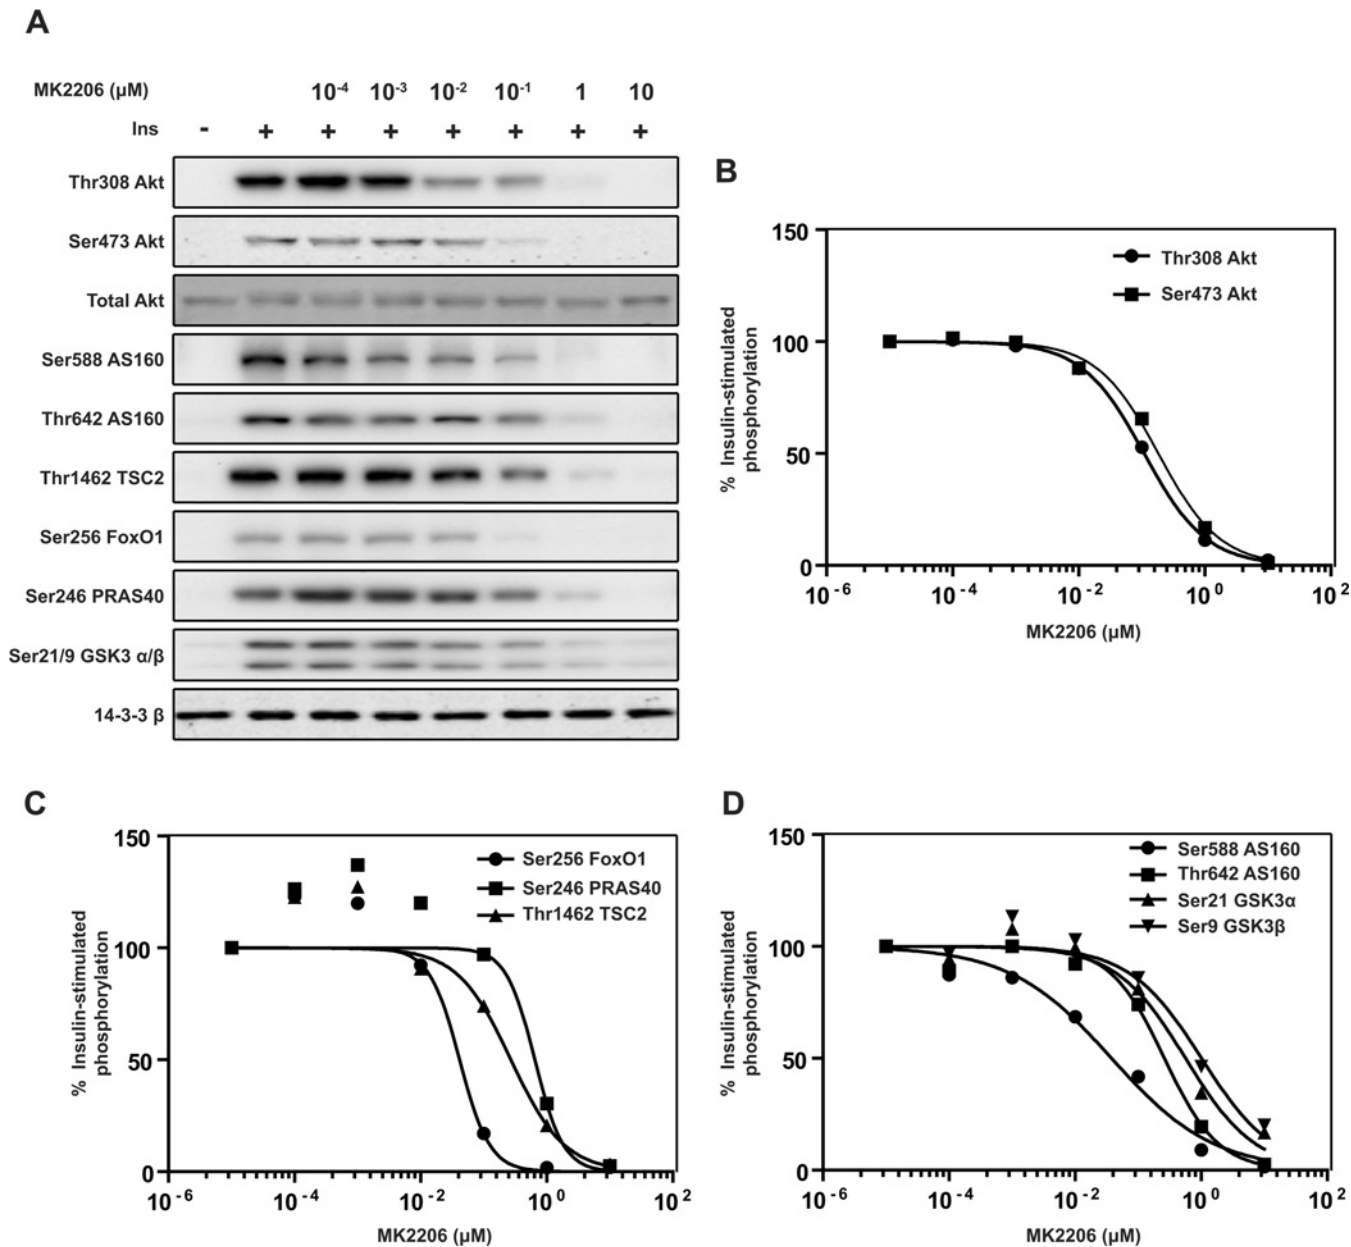 A
MK2206 (µM) 10-4 10-3 10-2 10-1 1 10
Ins - + + + + + + +
Thr308 Akt
Ser473 Akt
Total Akt
Ser588 AS160
Thr642 AS160
Thr1462 TSC2
Ser256 FoxO1
Ser246 PRAS40
Ser21/9 GSK3 α/β
14-3-3 β
B
% Insulin-stimulated
phosphorylation
150
100
50
0
Thr308 Akt
Ser473 Akt
10-6 10-4 10-2 100 102
MK2206 (µM)
C
% Insulin-stimulated
phosphorylation
150
100
50
0
Ser256 FoxO1
Ser246 PRAS40
Thr1462 TSC2
10-6 10-4 10-2 100 102
MK2206 (µM)
D
% Insulin-stimulated
phosphorylation
150
100
50
0
Ser588 AS160
Thr642 AS160
Ser21 GSK3α
Ser9 GSK3β
10-6 10-4 10-2 100 102
MK2206 (µM)